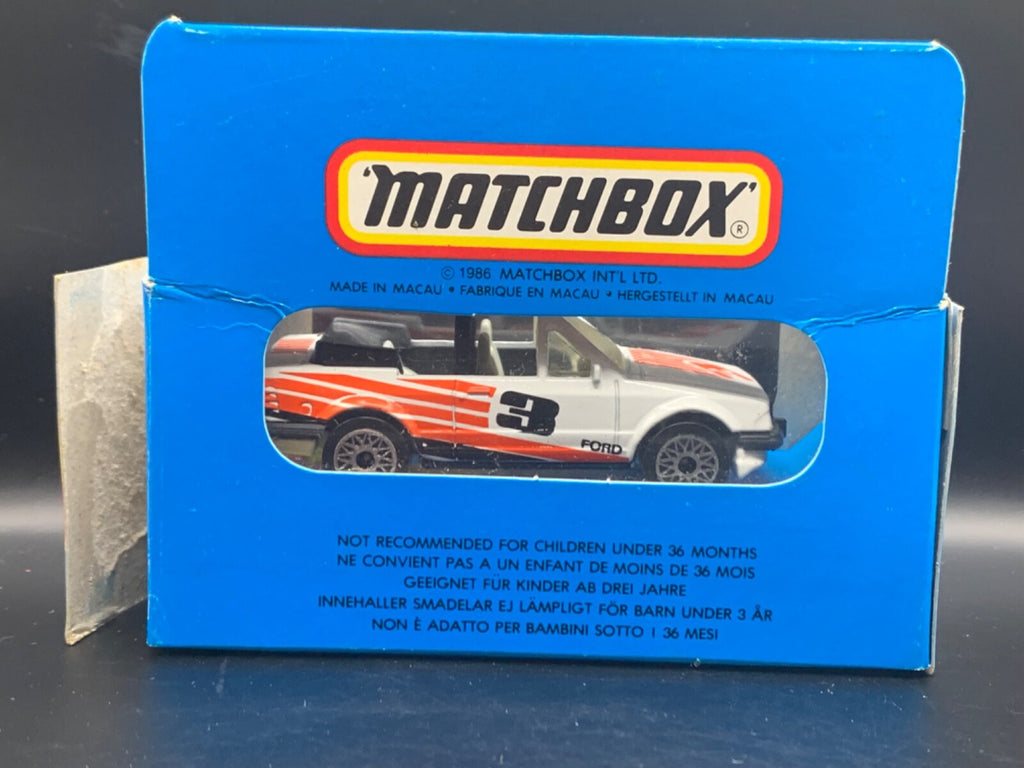 'MATCHBOX'®
© 1986 MATCHBOX INT'L LTD.
MADE IN MACAU • FABRIQUE EN MACAU • HERGESTELLT IN MACAU
3
FORD
NOT RECOMMENDED FOR CHILDREN UNDER 36 MONTHS
NE CONVIENT PAS A UN ENFANT DE MOINS DE 36 MOIS
GEEIGNET FÜR KINDER AB DREI JAHRE
INNEHALLER SMADELAR EJ LÄMPLIGT FÖR BARN UNDER 3 ÅR
NON È ADATTO PER BAMBINI SOTTO I 36 MESI